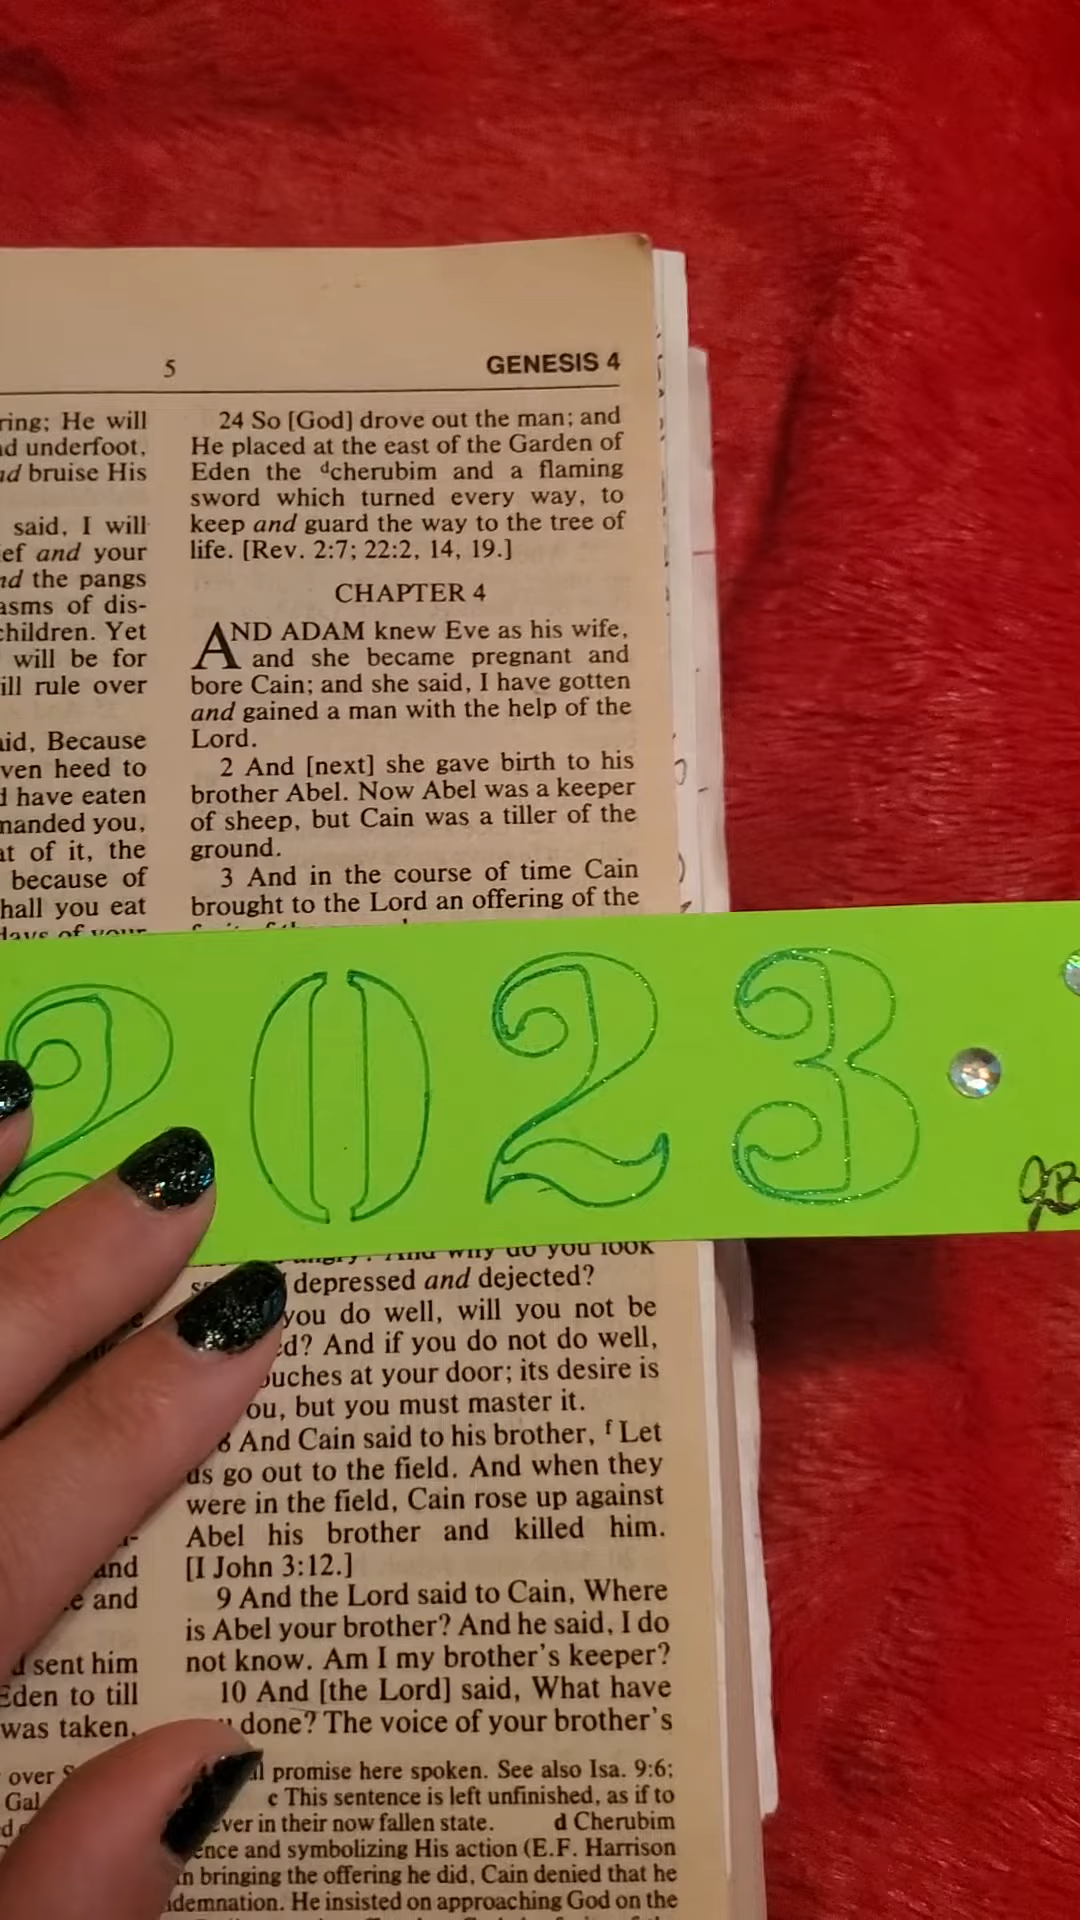 5
GENESIS 4
ring; He will
underfoot,
bruise His
said, I will
and your
the pangs
of dis-
children. Yet
will be for
rule over
Because
heed to
have eaten
you,
of it, the
because of
you eat
24 So [God] drove out the man; and
He placed at the east of the Garden of
Eden the dcherubim and a flaming
sword which turned every way, to
keep and guard the way to the tree of
life. [Rev. 2:7; 22:2, 14, 19.]
CHAPTER 4
AND ADAM knew Eve as his wife,
and she became pregnant and
bore Cain; and she said, I have gotten
and gained a man with the help of the
Lord.
2 And [next] she gave birth to his
brother Abel. Now Abel was a keeper
of sheep, but Cain was a tiller of the
ground.
3 And in the course of time Cain
brought to the Lord an offering of the
2023
JB
And why do you look
depressed and dejected?
you do well, will you not be
And if you do not do well,
at your door; its desire is
but you must master it.
8 And Cain said to his brother, f Let
us go out to the field. And when they
were in the field, Cain rose up against
Abel his brother and killed him.
[I John 3:12.]
9 And the Lord said to Cain, Where
is Abel your brother? And he said, I do
not know. Am I my brother's keeper?
10 And [the Lord] said, What have
done? The voice of your brother's
and
and
sent him
Eden to till
was taken.
over
Gal
promise here spoken. See also Isa. 9:6;
c This sentence is left unfinished, as if to
in their now fallen state. d Cherubim
and symbolizing His action (E.F. Harrison
bringing the offering he did, Cain denied that he
He insisted on approaching God on the